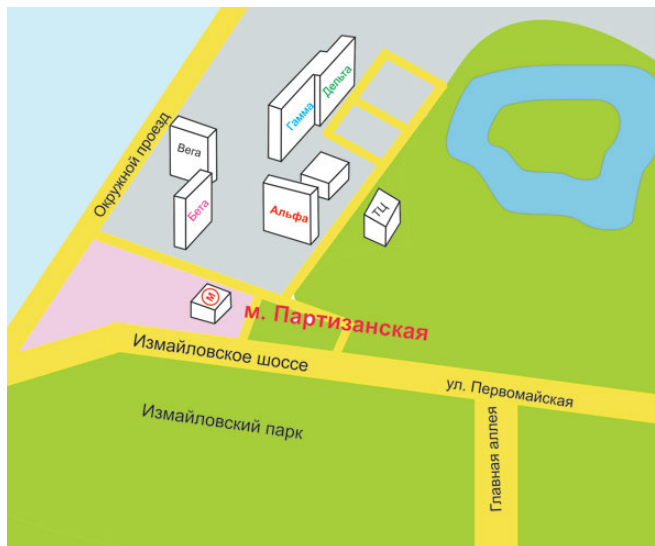 Дельта
Гамма
Вега
Окружной проезд
Бета
Альфа
ТЦ
М
м. Партизанская
Измайловское шоссе
ул. Первомайская
Измайловский парк
Главная аллея